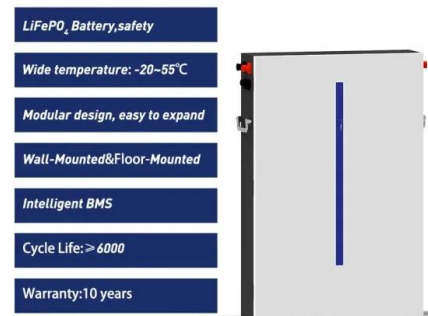 LiFePO₄ Battery,safety
Wide temperature: -20~55℃
Modular design, easy to expand
Wall-Mounted&Floor-Mounted
Intelligent BMS
Cycle Life:≥6000
Warranty:10 years